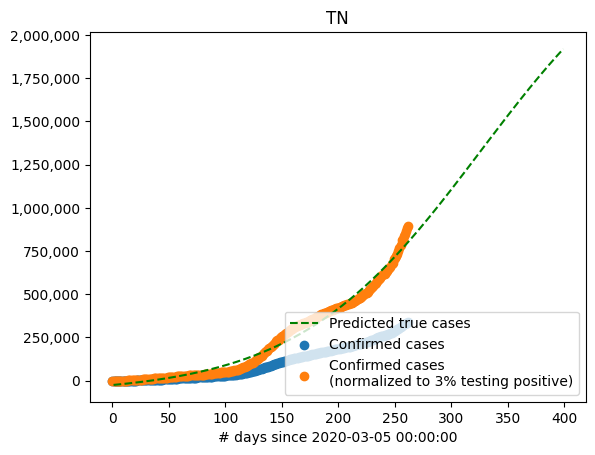 TN
2,000,000
1,750,000
1,500,000
1,250,000
1,000,000
750,000
500,000
250,000
0
Predicted true cases
Confirmed cases
Confirmed cases
(normalized to 3% testing positive)
0 50 100 150 200 250 300 350 400
# days since 2020-03-05 00:00:00